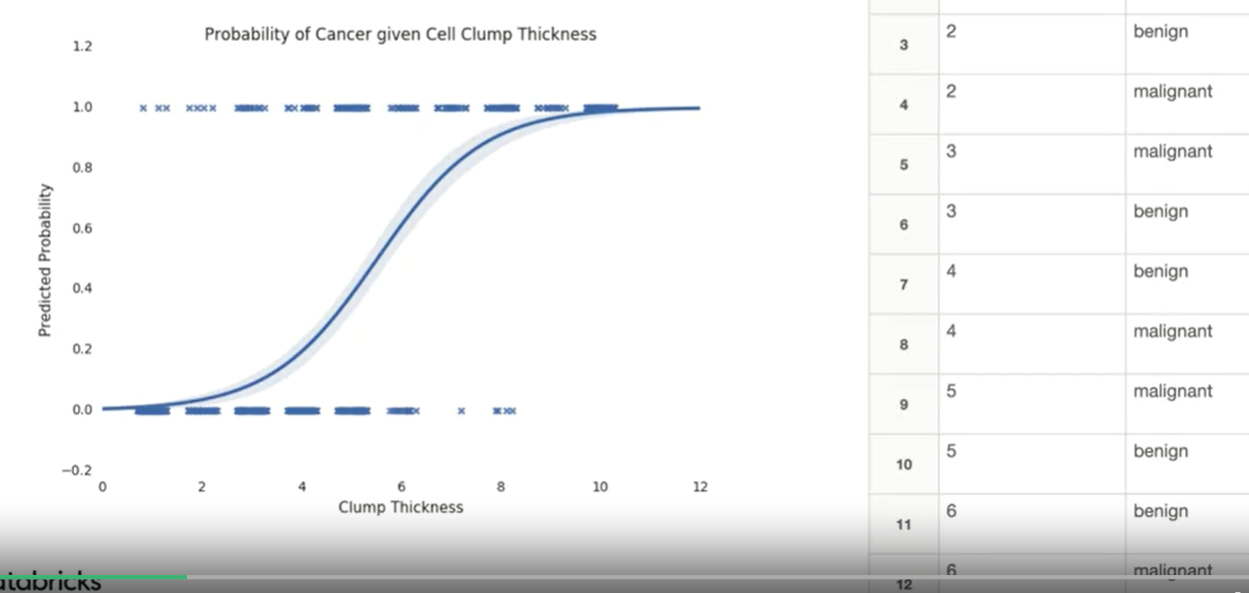 Probability of Cancer given Cell Clump Thickness
1.2
1.0
0.8
0.6
0.4
0.2
0.0
−0.2
Predicted Probability
0 2 4 6 8 10 12
Clump Thickness
3 2 benign
4 2 malignant
5 3 malignant
6 3 benign
7 4 benign
8 4 malignant
9 5 malignant
10 5 benign
11 6 benign
12 6 malignant
atabricks